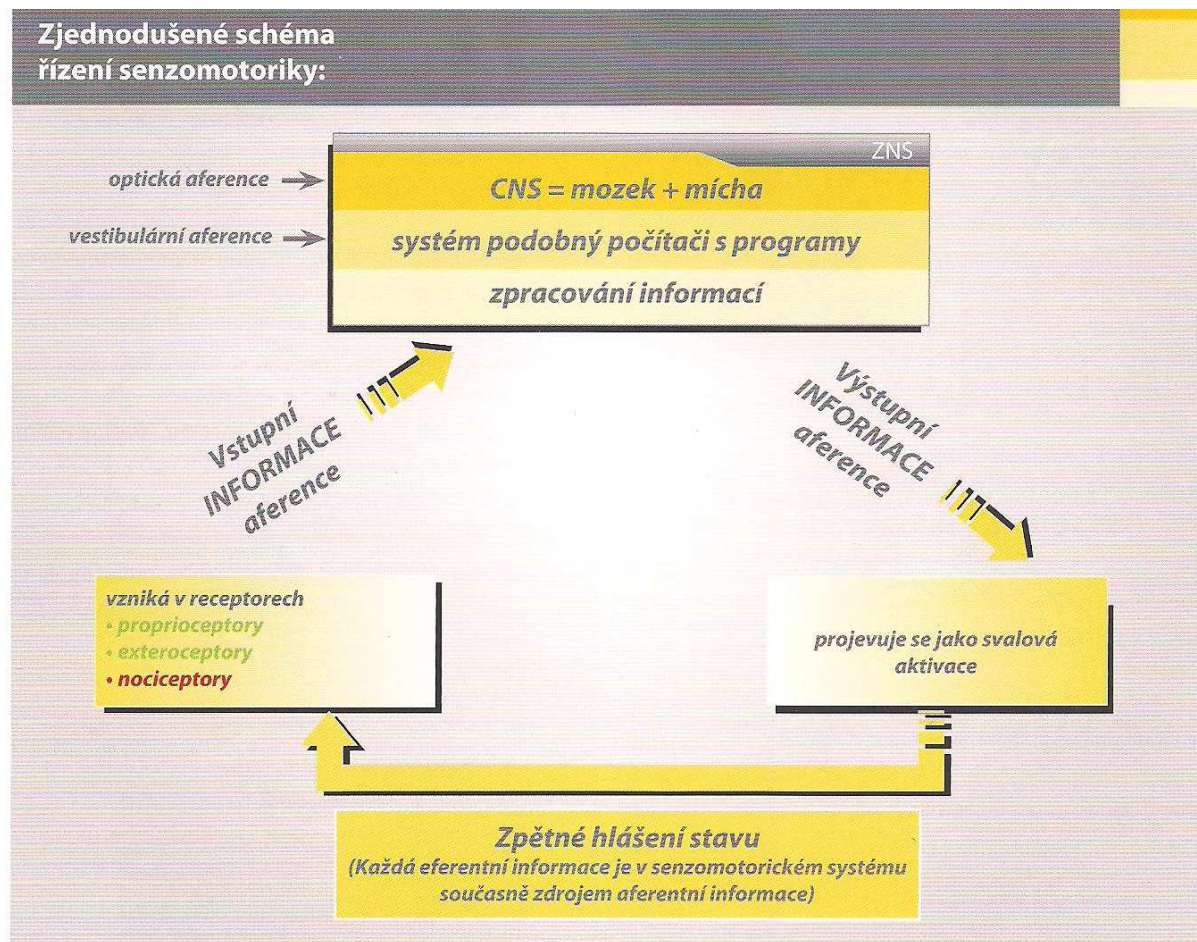 Zjednodušené schéma
řízení senzomotoriky:
ZNS
optická aference
CNS = mozek + mícha
vestibulární aference
systém podobný počítači s programy
zpracování informací
Vstupní
INFORMACE
aference
Výstupní
INFORMACE
aference
vzniká v receptorech
• proprioceptory
• exteroceptory
• nociceptory
projevuje se jako svalová
aktivace
Zpětné hlášení stavu
(Každá eferentní informace je v senzomotorickém systému
současně zdrojem aferentní informace)